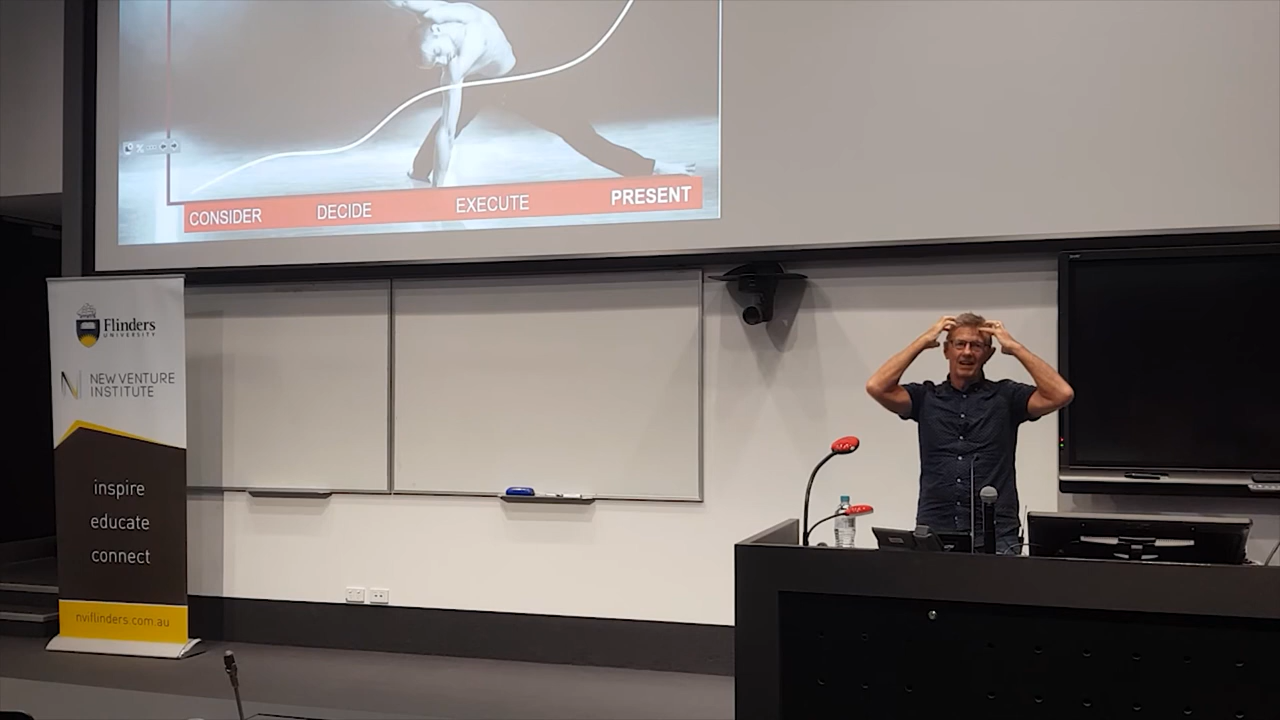 CONSIDER DECIDE EXECUTE PRESENT
Flinders
UNIVERSITY
NEW VENTURE
INSTITUTE
inspire
educate
connect
nviflinders.com.au